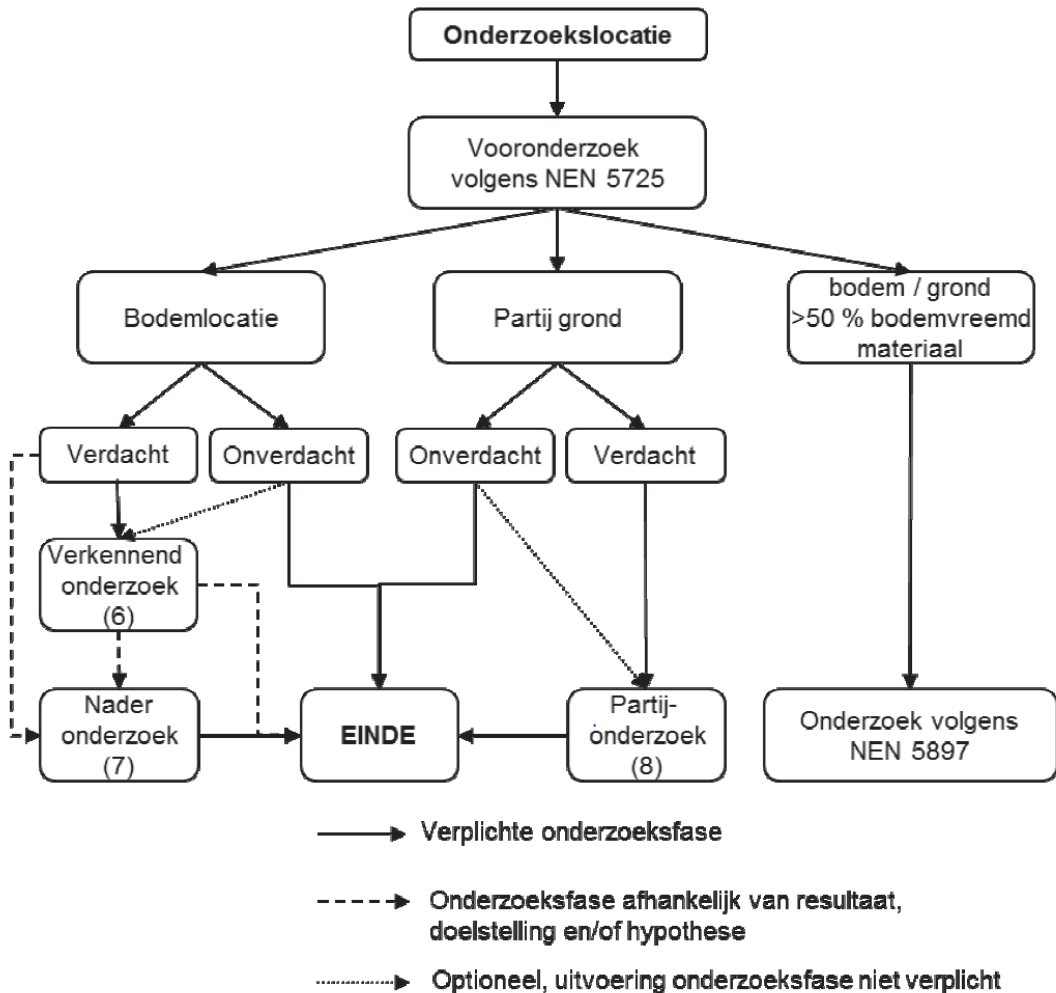 Onderzoekslocatie
Vooronderzoek
volgens NEN 5725
Bodemlocatie
Partij grond
bodem / grond
>50 % bodemvreemd
materiaal
Verdacht
Onverdacht
Onverdacht
Verdacht
Verkennend
onderzoek
(6)
Nader
onderzoek
(7)
EINDE
Partij-
onderzoek
(8)
Onderzoek volgens
NEN 5897
Verplichte onderzoeksfase
Onderzoeksfase afhankelijk van resultaat,
doelstelling en/of hypothese
Optioneel, uitvoering onderzoeksfase niet verplicht